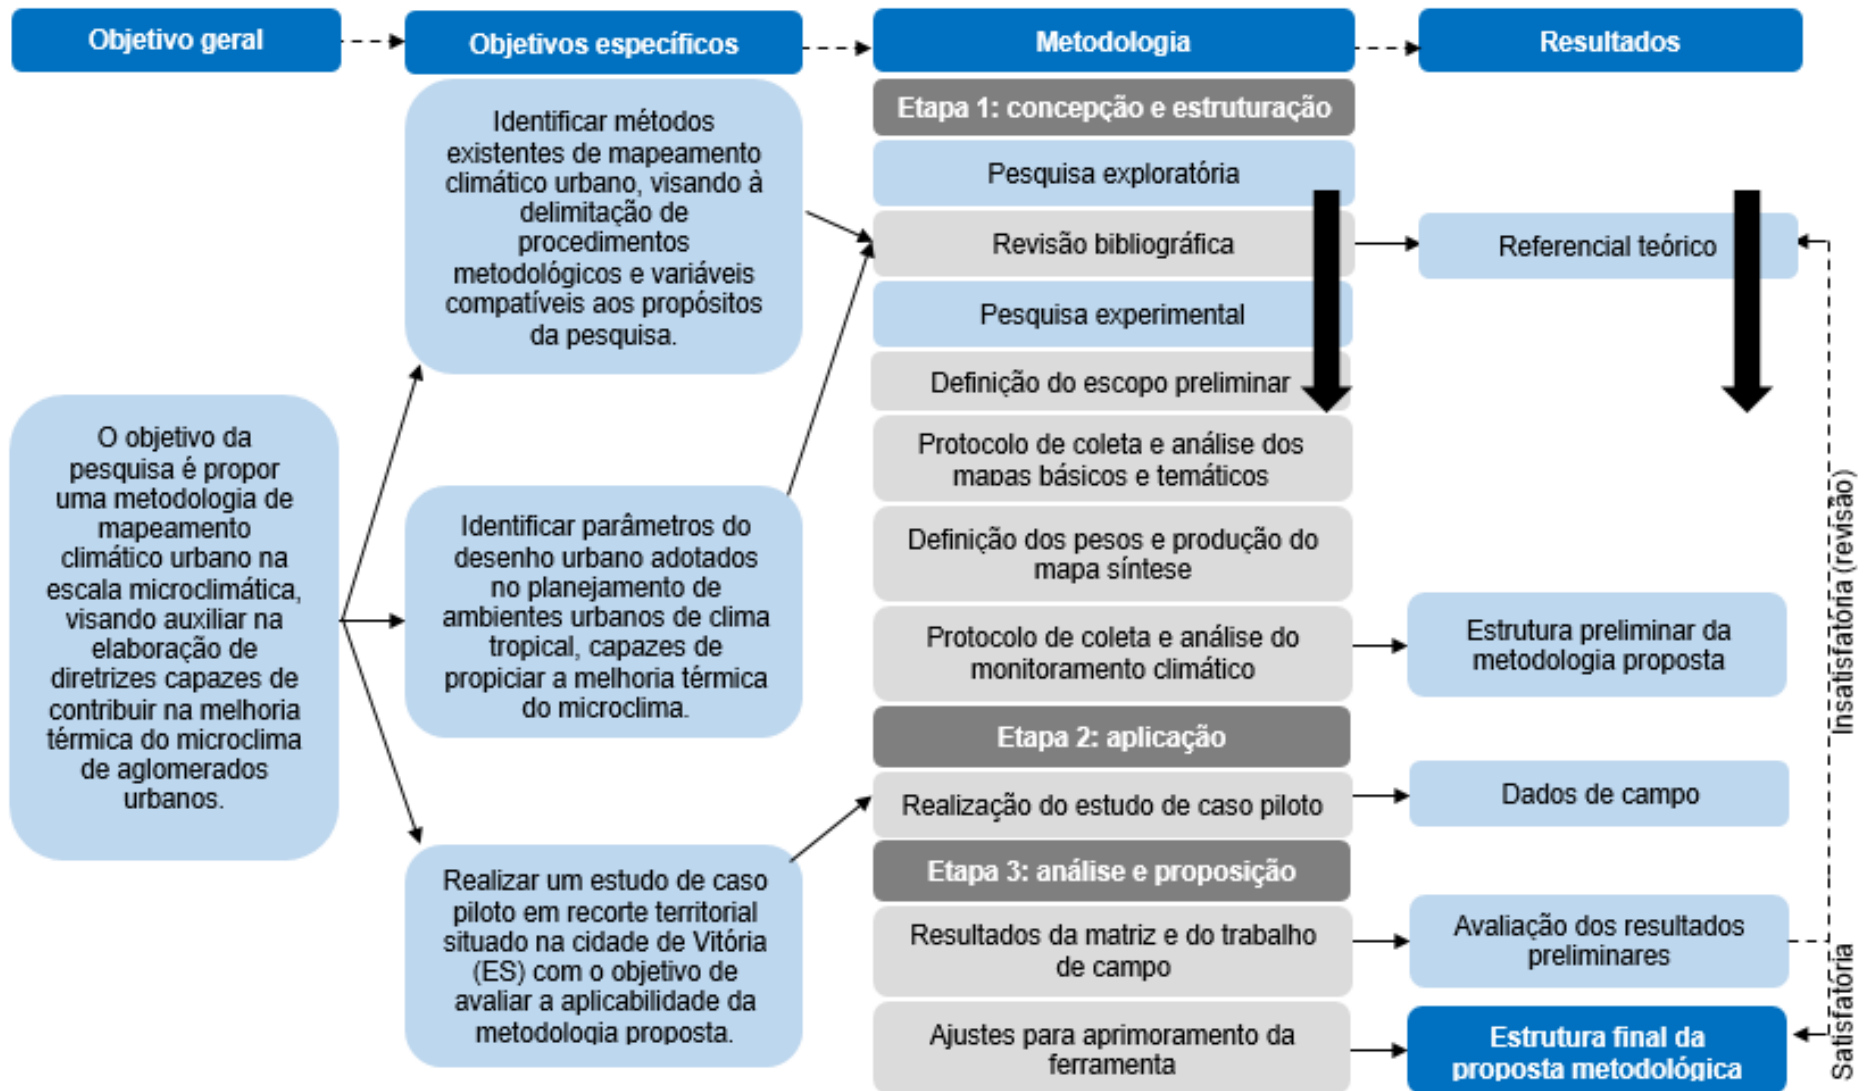 Objetivo geral
Objetivos específicos
Metodologia
Resultados
O objetivo da
pesquisa é propor
uma metodologia de
mapeamento
climático urbano na
escala microclimática,
visando auxiliar na
elaboração de
diretrizes capazes de
contribuir na melhoria
térmica do microclima
de aglomerados
urbanos.
Identificar métodos
existentes de mapeamento
climático urbano, visando à
delimitação de
procedimentos
metodológicos e variáveis
compatíveis aos propósitos
da pesquisa.
Identificar parâmetros do
desenho urbano adotados
no planejamento de
ambientes urbanos de clima
tropical, capazes de
propiciar a melhoria térmica
do microclima.
Realizar um estudo de caso
piloto em recorte territorial
situado na cidade de Vitória
(ES) com o objetivo de
avaliar a aplicabilidade da
metodologia proposta.
Etapa 1: concepção e estruturação
Pesquisa exploratória
Revisão bibliográfica
Pesquisa experimental
Definição do escopo preliminar
Protocolo de coleta e análise dos
mapas básicos e temáticos
Definição dos pesos e produção do
mapa síntese
Protocolo de coleta e análise do
monitoramento climático
Etapa 2: aplicação
Realização do estudo de caso piloto
Etapa 3: análise e proposição
Resultados da matriz e do trabalho
de campo
Ajustes para aprimoramento da
ferramenta
Referencial teórico
Estrutura preliminar da
metodologia proposta
Dados de campo
Avaliação dos resultados
preliminares
Estrutura final da
proposta metodológica
Insatisfatória (revisão)
Satisfatória